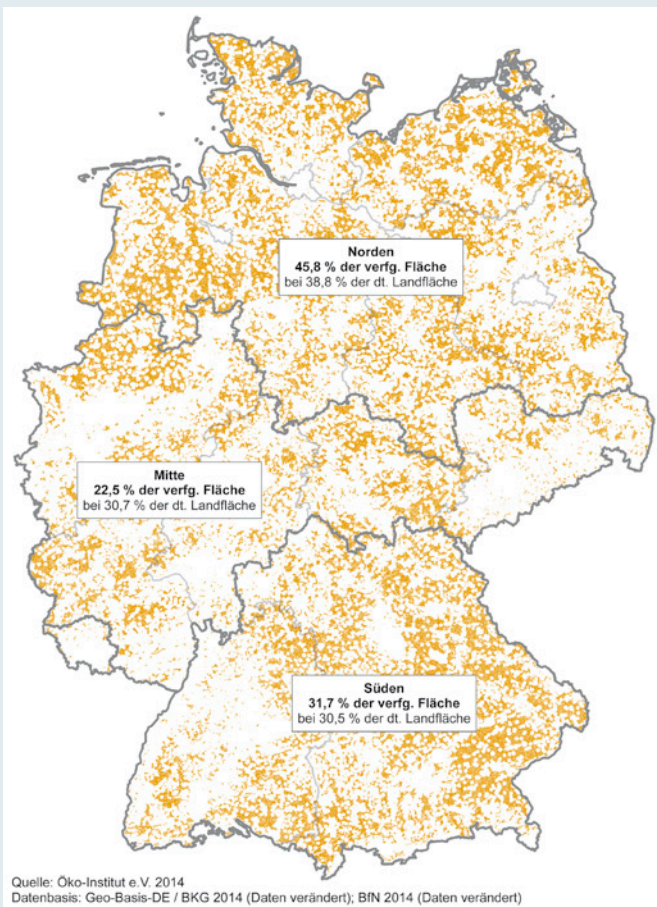 Norden
45,8 % der verfg. Fläche
bei 38,8 % der dt. Landfläche
Mitte
22,5 % der verfg. Fläche
bei 30,7 % der dt. Landfläche
Süden
31,7 % der verfg. Fläche
bei 30,5 % der dt. Landfläche
Quelle: Öko-Institut e.V. 2014
Datenbasis: Geo-Basis-DE / BKG 2014 (Daten verändert); BfN 2014 (Daten verändert)